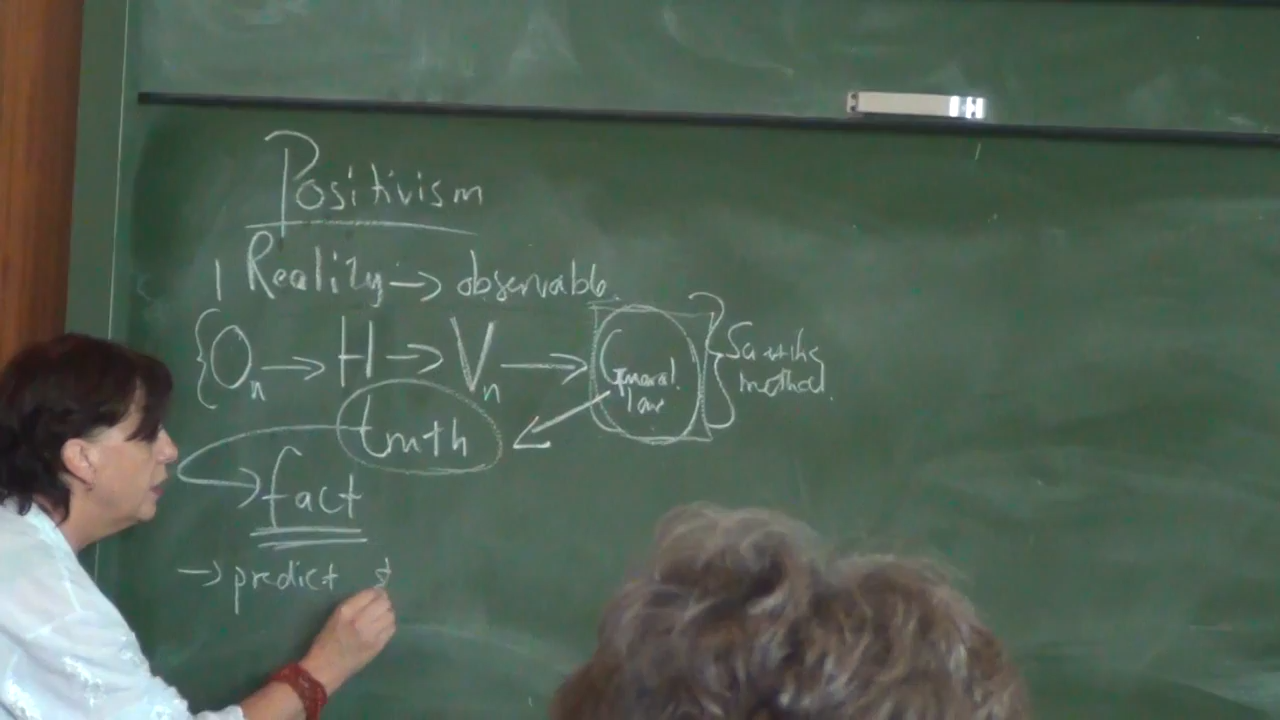 Positivism
1 Reality → observable
{ On → H → Vn → General law } Scientific method
truth
fact
→ predict &